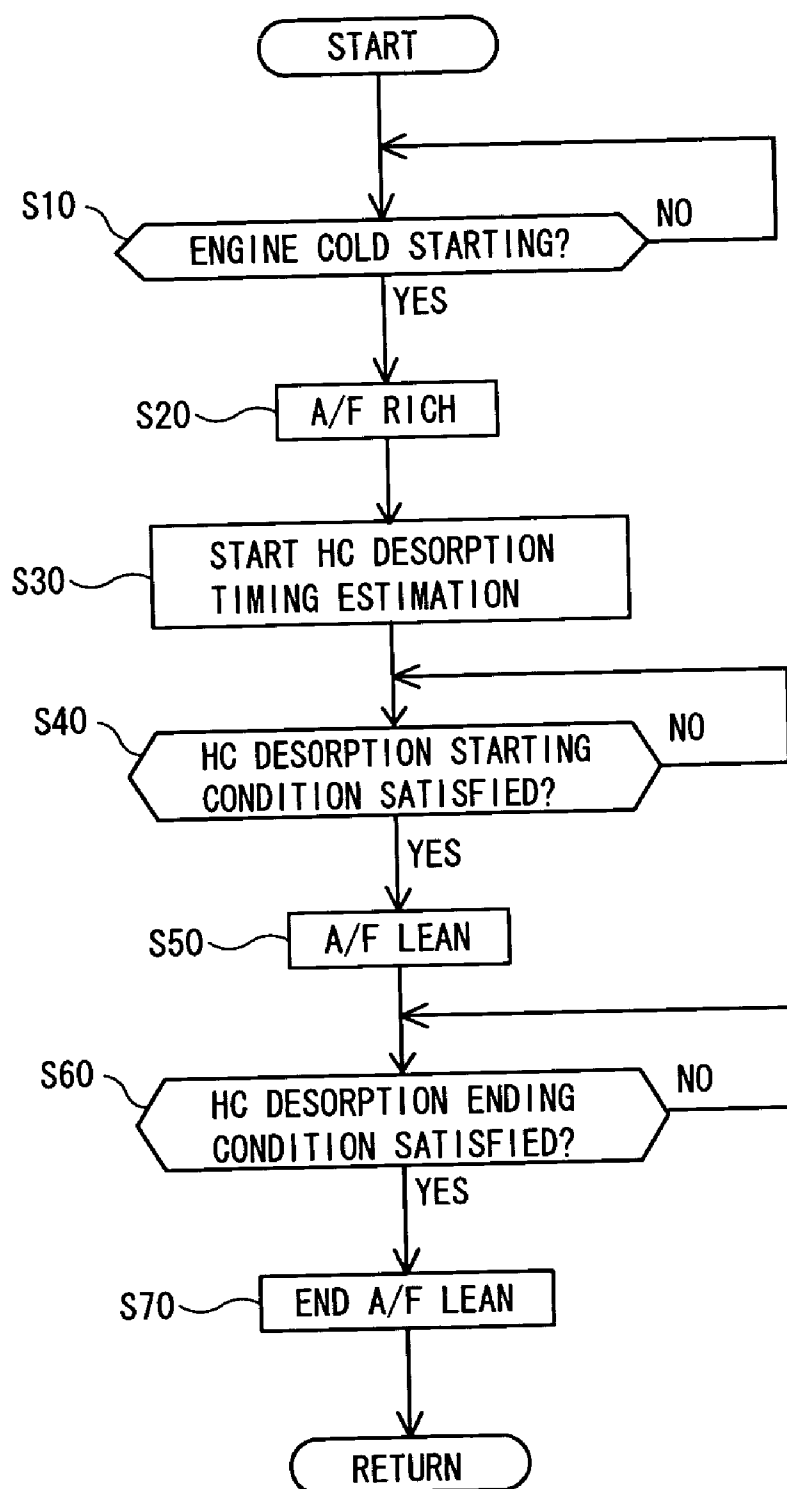 START
S10
ENGINE COLD STARTING?
NO
YES
S20
A/F RICH
S30
START HC DESORPTION
TIMING ESTIMATION
S40
HC DESORPTION STARTING
CONDITION SATISFIED?
NO
YES
S50
A/F LEAN
S60
HC DESORPTION ENDING
CONDITION SATISFIED?
NO
YES
S70
END A/F LEAN
RETURN